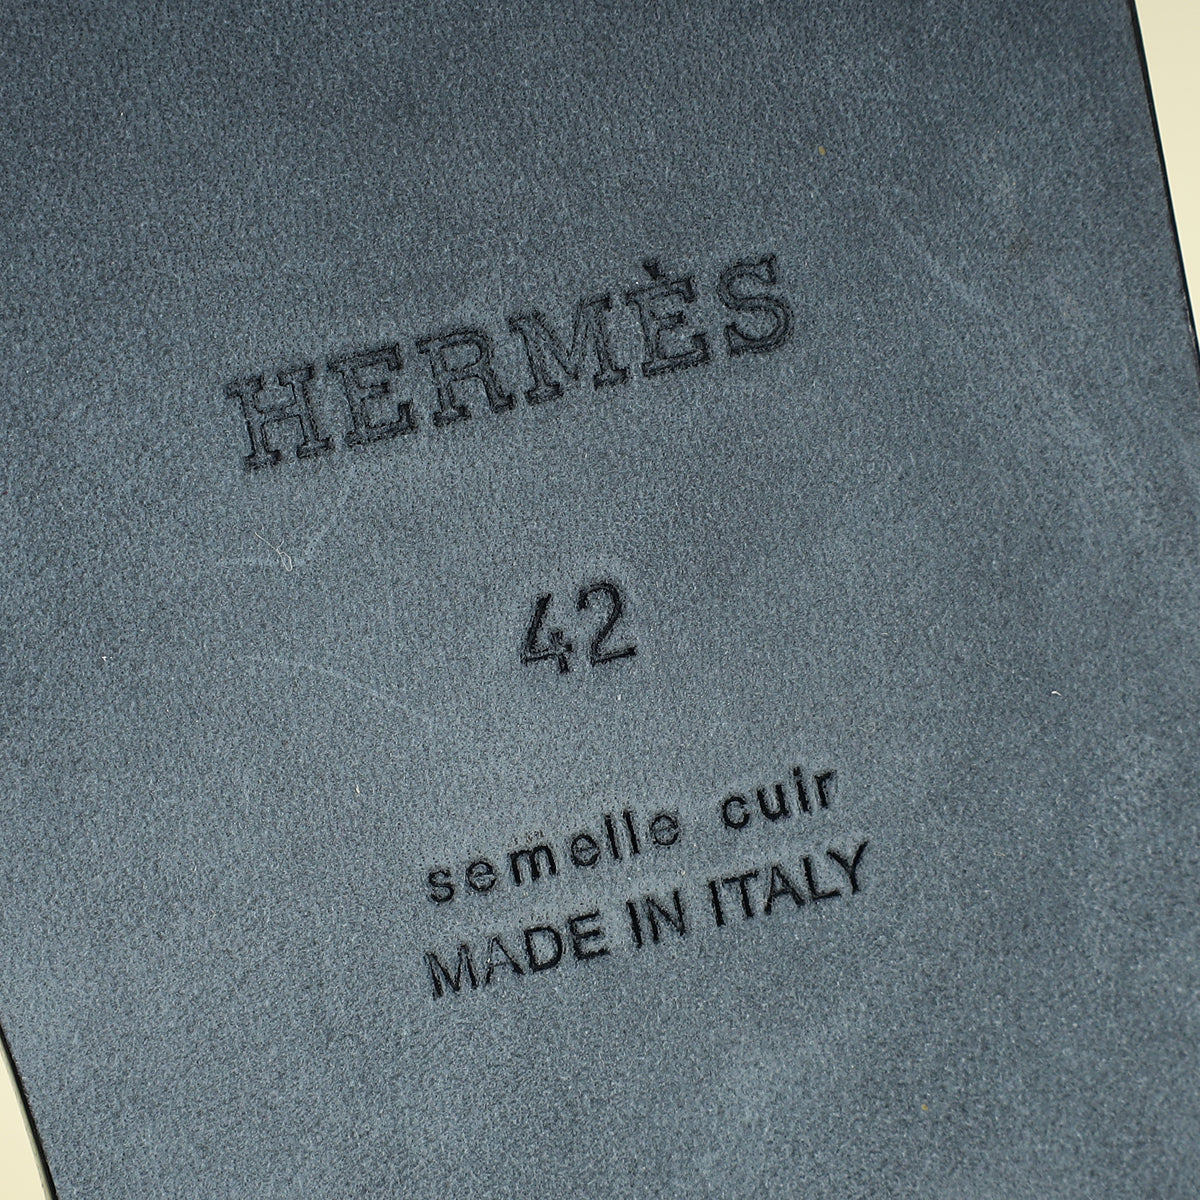 HERMÈS
42
semelle cuir
MADE IN ITALY